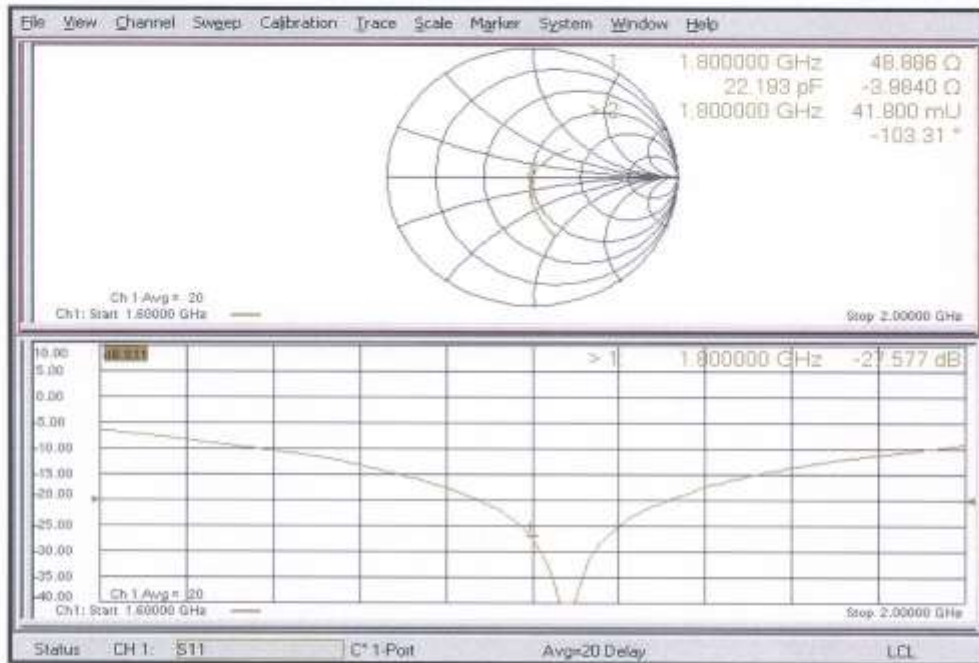 File View Channel Sweep Calibration Trace Scale Marker System Window Help
1: 1.800000 GHz 48.886 Ω
22.193 pF -3.9840 Ω
> 2: 1.800000 GHz 41.800 mU
-103.31 °
Ch 1 Avg = 20
Ch1: Start 1.60000 GHz
Stop 2.00000 GHz
10.00
5.00
0.00
-5.00
-10.00
-15.00
-20.00
-25.00
-30.00
-35.00
-40.00
> 1: 1.800000 GHz -27.577 dB
1
Ch 1 Avg = 20
Ch1: Start 1.60000 GHz
Stop 2.00000 GHz
Status CH 1: S11 C* 1-Port Avg=20 Delay LCL